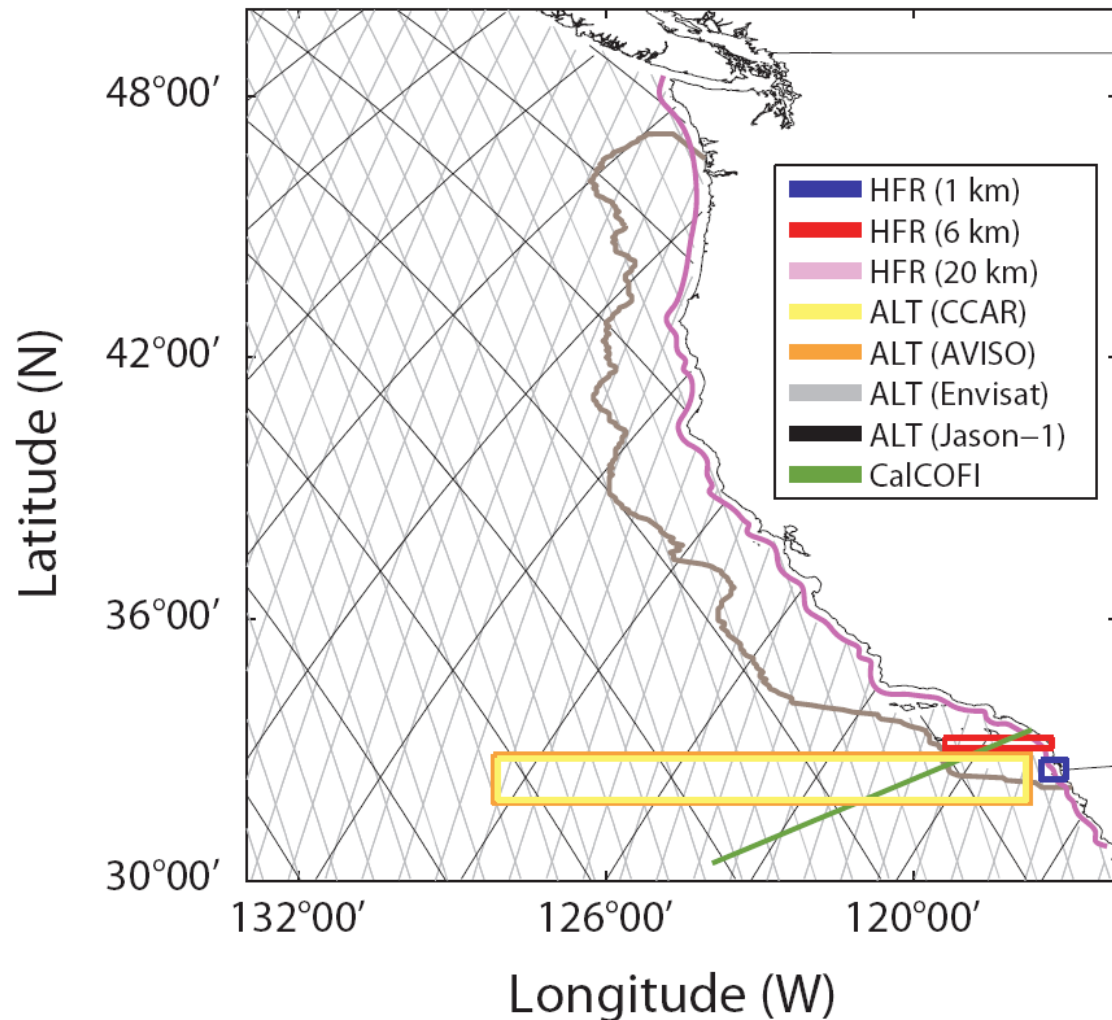 48°00′
42°00′
36°00′
30°00′
Latitude (N)
HFR (1 km)
HFR (6 km)
HFR (20 km)
ALT (CCAR)
ALT (AVISO)
ALT (Envisat)
ALT (Jason−1)
CalCOFI
132°00′ 126°00′ 120°00′
Longitude (W)